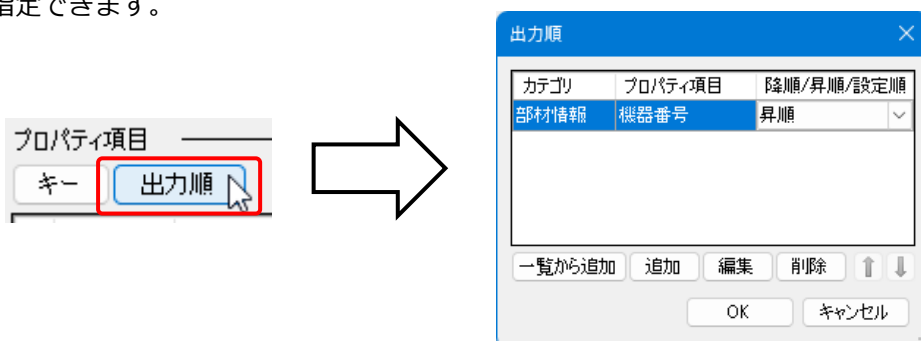 指定できます。
プロパティ項目
キー 出力順
出力順
カテゴリ プロパティ項目 降順/昇順/設定順
部材情報 機器番号 昇順
一覧から追加 追加 編集 削除 ⬆ ⬇
OK キャンセル